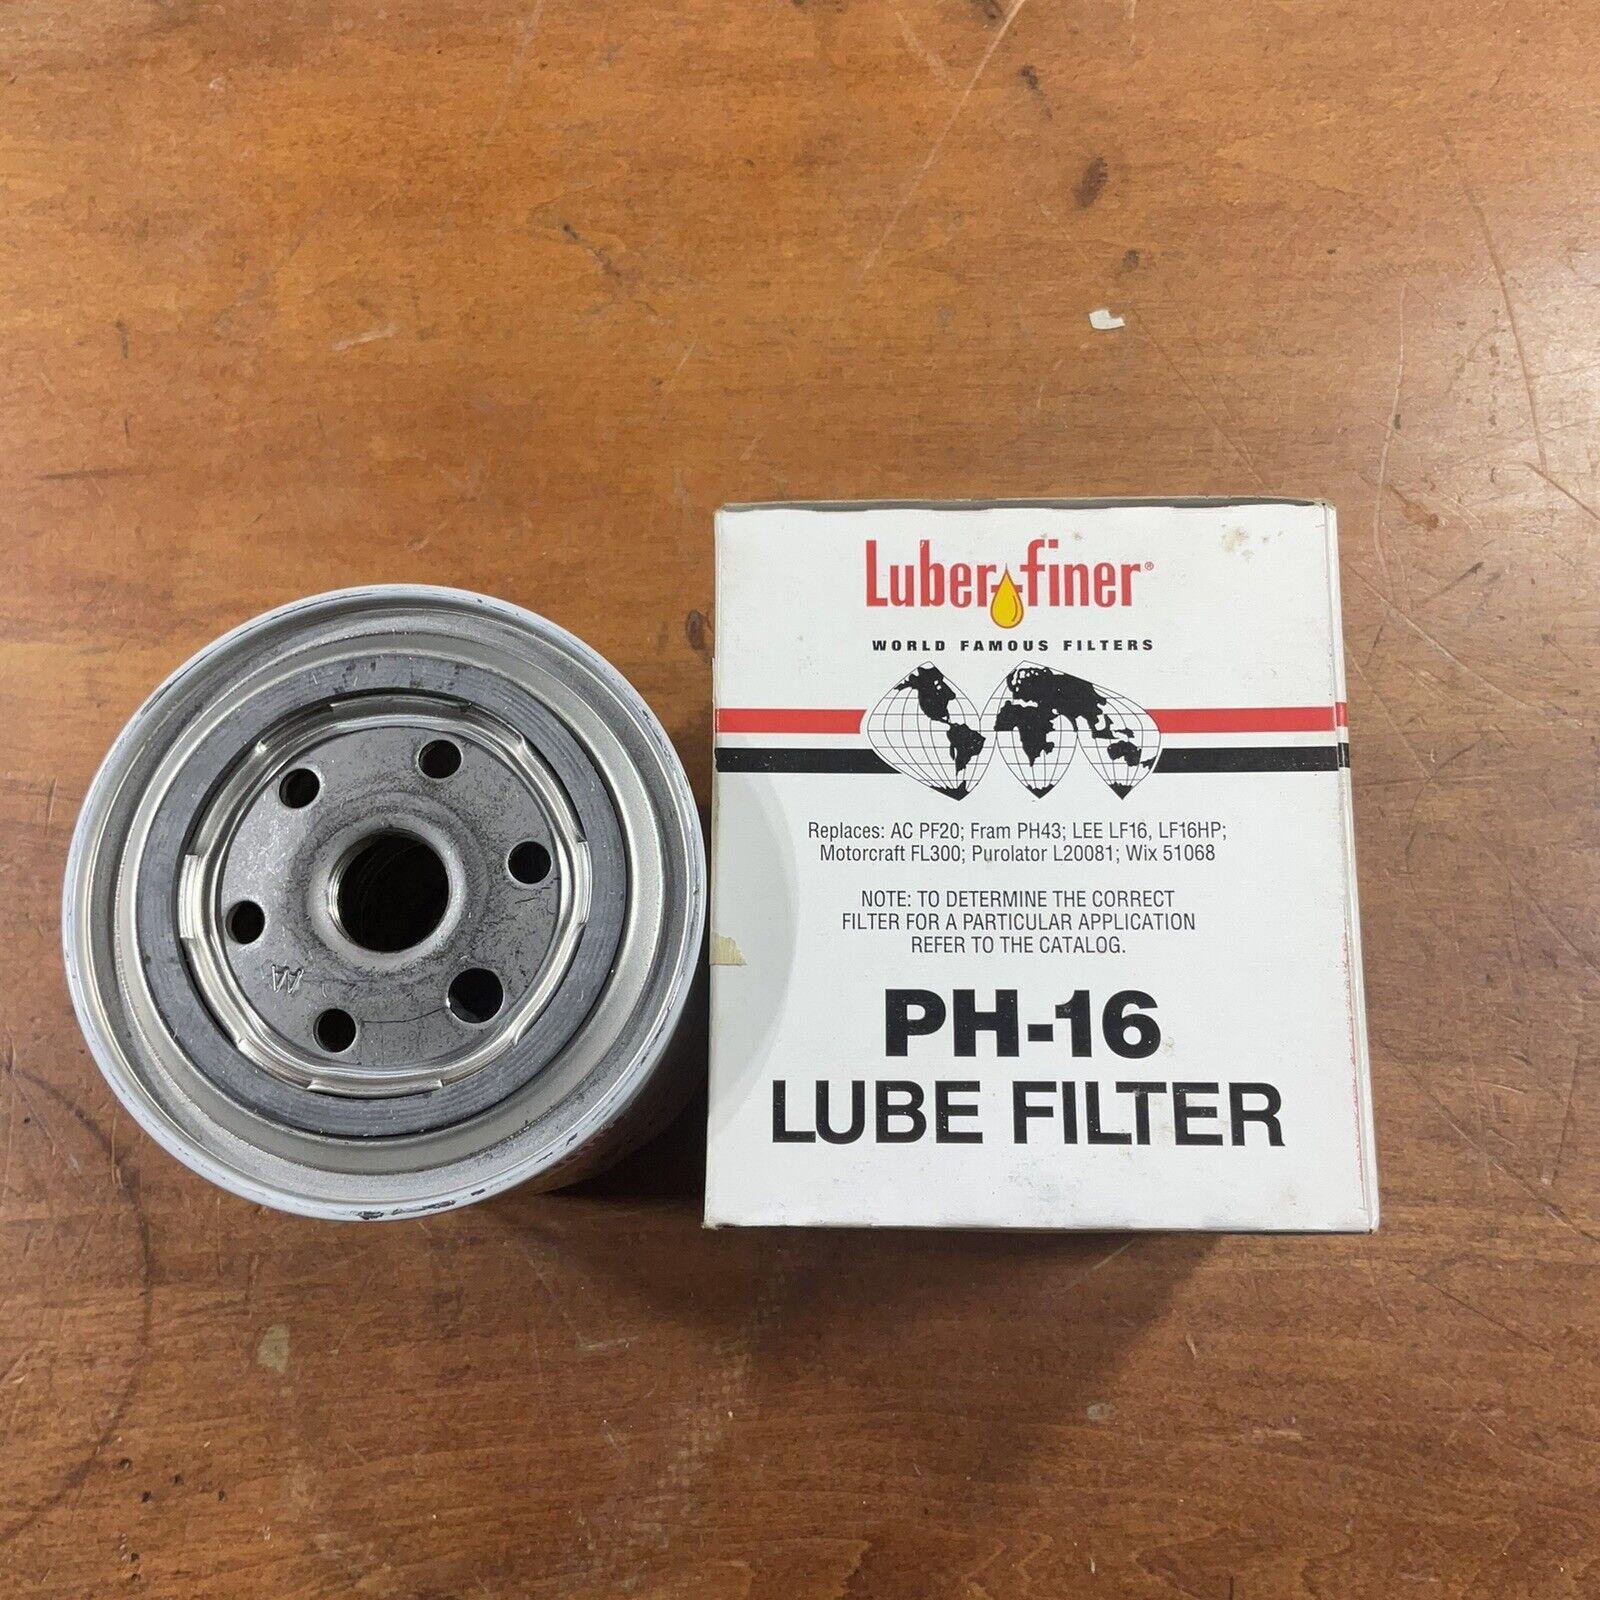 Luber-finer®
WORLD FAMOUS FILTERS
Replaces: AC PF20; Fram PH43; LEE LF16, LF16HP;
Motorcraft FL300; Purolator L20081; Wix 51068
NOTE: TO DETERMINE THE CORRECT
FILTER FOR A PARTICULAR APPLICATION
REFER TO THE CATALOG.
PH-16
LUBE FILTER